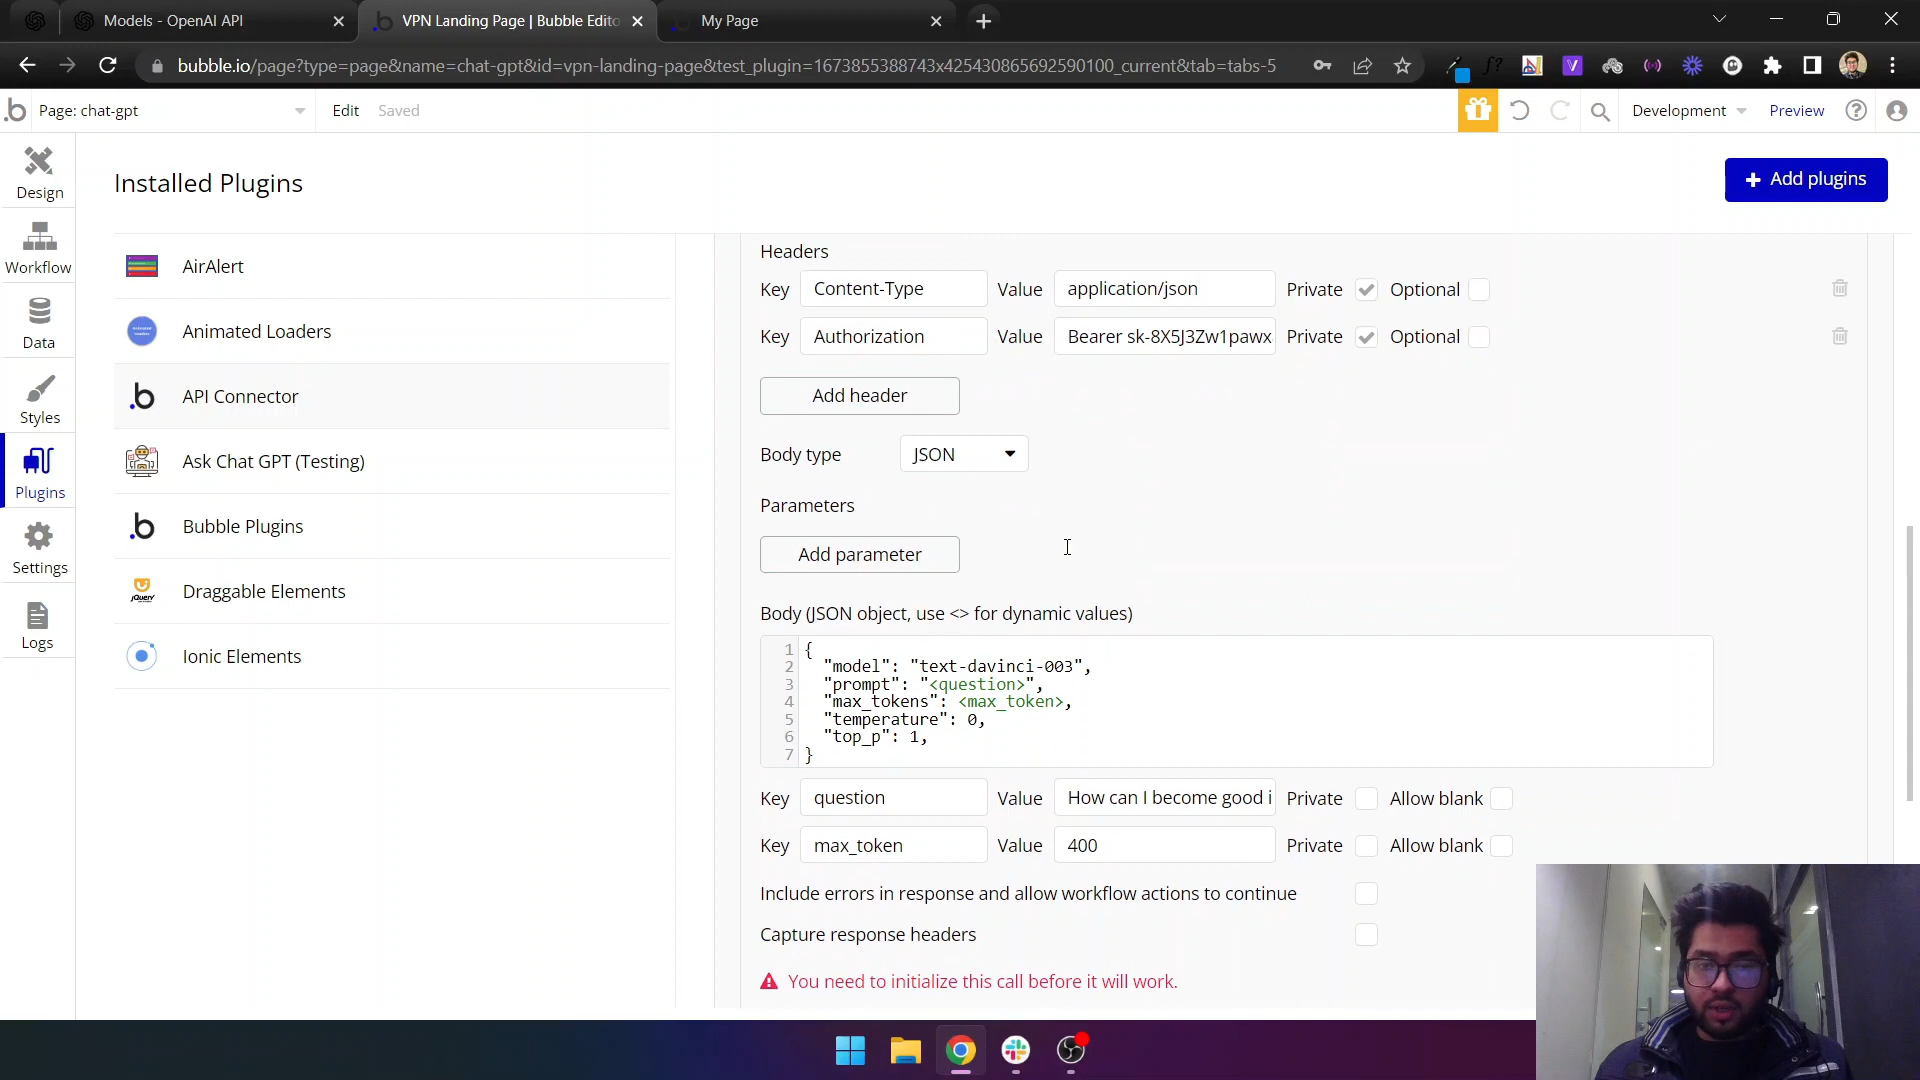 Models - OpenAI API
VPN Landing Page | Bubble Edito
My Page
bubble.io/page?type=page&name=chat-gpt&id=vpn-landing-page&test_plugin=1673855388743x425430865692590100_current&tab=tabs-5
Page: chat-gpt
Edit
Saved
Development
Preview
Design
Workflow
Data
Styles
Plugins
Settings
Logs
Installed Plugins
Add plugins
AirAlert
Animated Loaders
API Connector
Ask Chat GPT (Testing)
Bubble Plugins
Draggable Elements
Ionic Elements
Headers
Key Content-Type Value application/json Private Optional
Key Authorization Value Bearer sk-8X5J3Zw1pawx Private Optional
Add header
Body type JSON
Parameters
Add parameter
Body (JSON object, use <> for dynamic values)
1 {
2 "model": "text-davinci-003",
3 "prompt": "<question>",
4 "max_tokens": <max_token>,
5 "temperature": 0,
6 "top_p": 1,
7 }
Key question Value How can I become good i Private Allow blank
Key max_token Value 400 Private Allow blank
Include errors in response and allow workflow actions to continue
Capture response headers
You need to initialize this call before it will work.